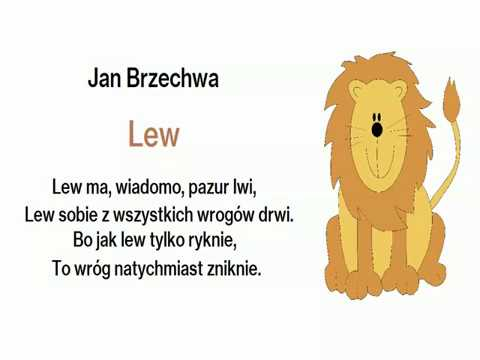 Jan Brzechwa
Lew
Lew ma, wiadomo, pazur lwi,
Lew sobie z wszystkich wrogów drwi.
Bo jak lew tylko ryknie,
To wróg natychmiast zniknie.